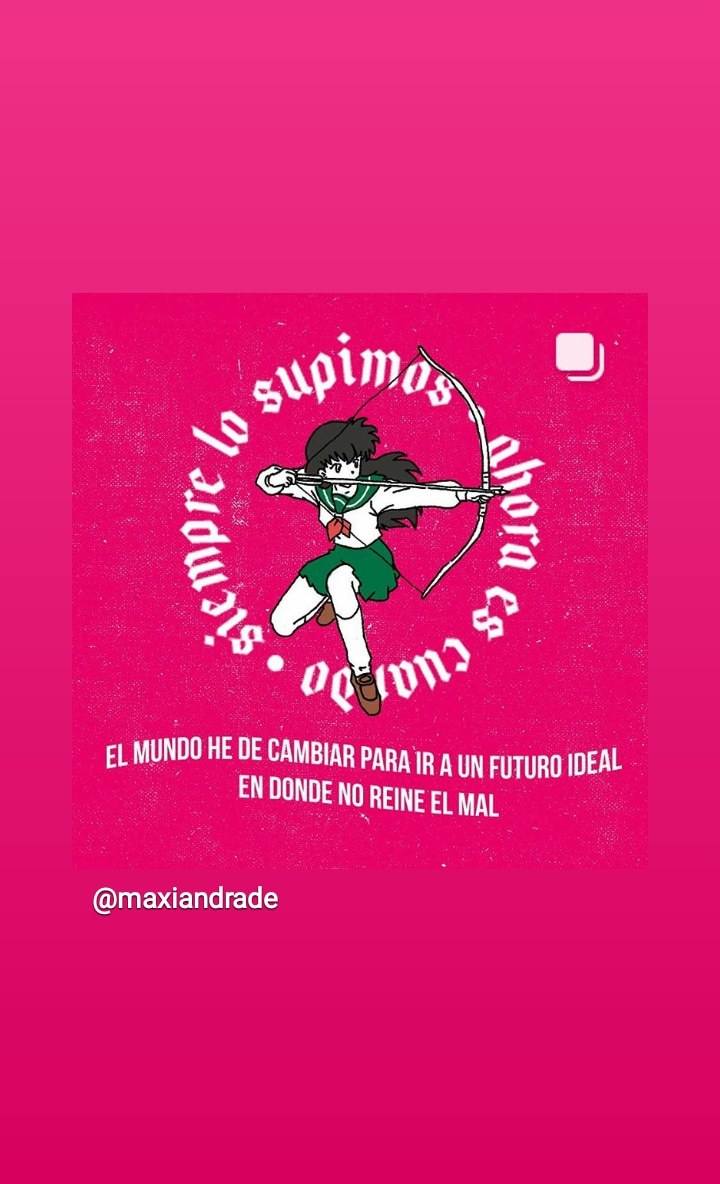 siempre lo supimos • ahora es cuando •
EL MUNDO HE DE CAMBIAR PARA IR A UN FUTURO IDEAL
EN DONDE NO REINE EL MAL
@maxiandrade